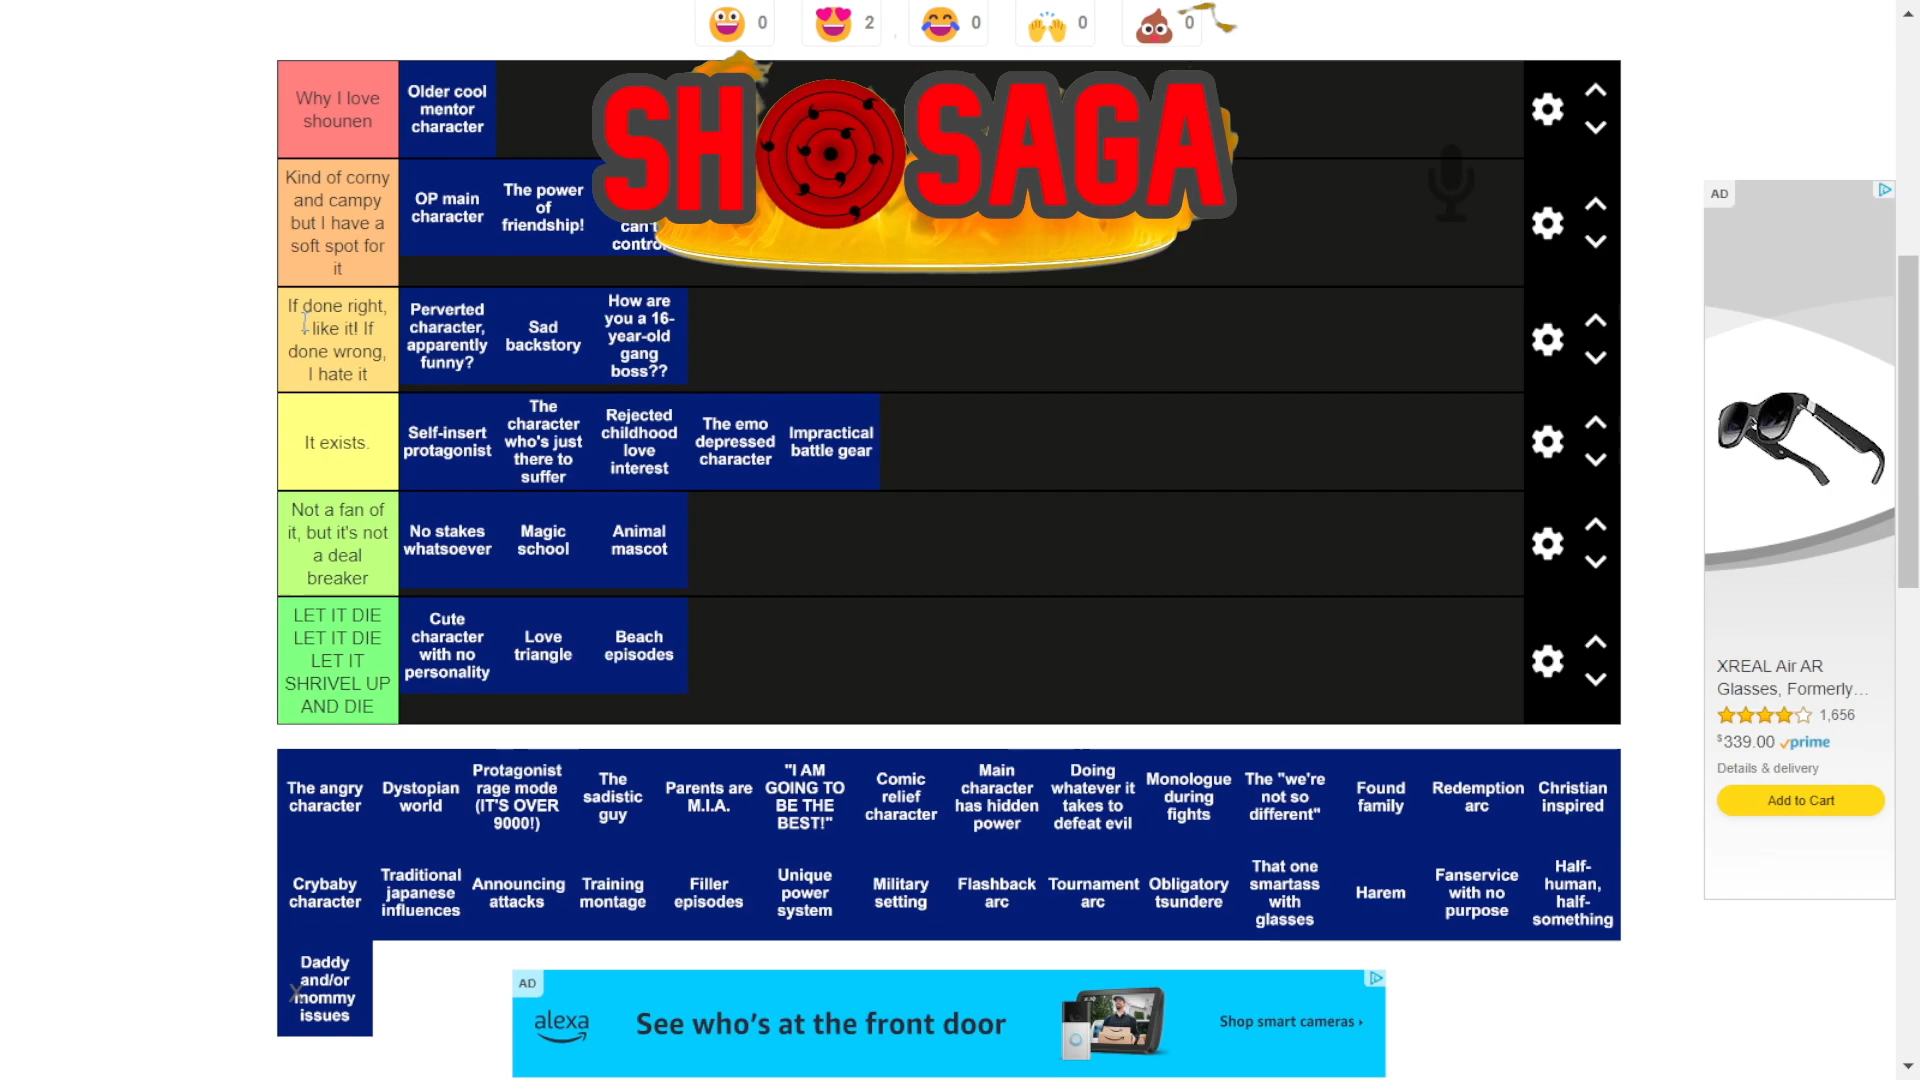 0
2
0
0
0
SH SAGA
Why I love
shounen
Older cool
mentor
character
Kind of corny
and campy
but I have a
soft spot for
it
OP main
character
The power
of
friendship!
can't
control
If done right,
I like it! If
done wrong,
I hate it
Perverted
character,
apparently
funny?
Sad
backstory
How are
you a 16-
year-old
gang
boss??
It exists.
Self-insert
protagonist
The
character
who's just
there to
suffer
Rejected
childhood
love
interest
The emo
depressed
character
Impractical
battle gear
Not a fan of
it, but it's not
a deal
breaker
No stakes
whatsoever
Magic
school
Animal
mascot
LET IT DIE
LET IT DIE
LET IT
SHRIVEL UP
AND DIE
Cute
character
with no
personality
Love
triangle
Beach
episodes
The angry
character
Dystopian
world
Protagonist
rage mode
(IT'S OVER
9000!)
The
sadistic
guy
Parents are
M.I.A.
"I AM
GOING TO
BE THE
BEST!"
Comic
relief
character
Main
character
has hidden
power
Doing
whatever it
takes to
defeat evil
Monologue
during
fights
The "we're
not so
different"
Found
family
Redemption
arc
Christian
inspired
Crybaby
character
Traditional
japanese
influences
Announcing
attacks
Training
montage
Filler
episodes
Unique
power
system
Military
setting
Flashback
arc
Tournament
arc
Obligatory
tsundere
That one
smartass
with
glasses
Harem
Fanservice
with no
purpose
Half-
human,
half-
something
Daddy
and/or
mommy
issues
AD
alexa
See who's at the front door
Shop smart cameras ›
AD
XREAL Air AR
Glasses, Formerly…
1,656
$339.00 prime
Details & delivery
Add to Cart